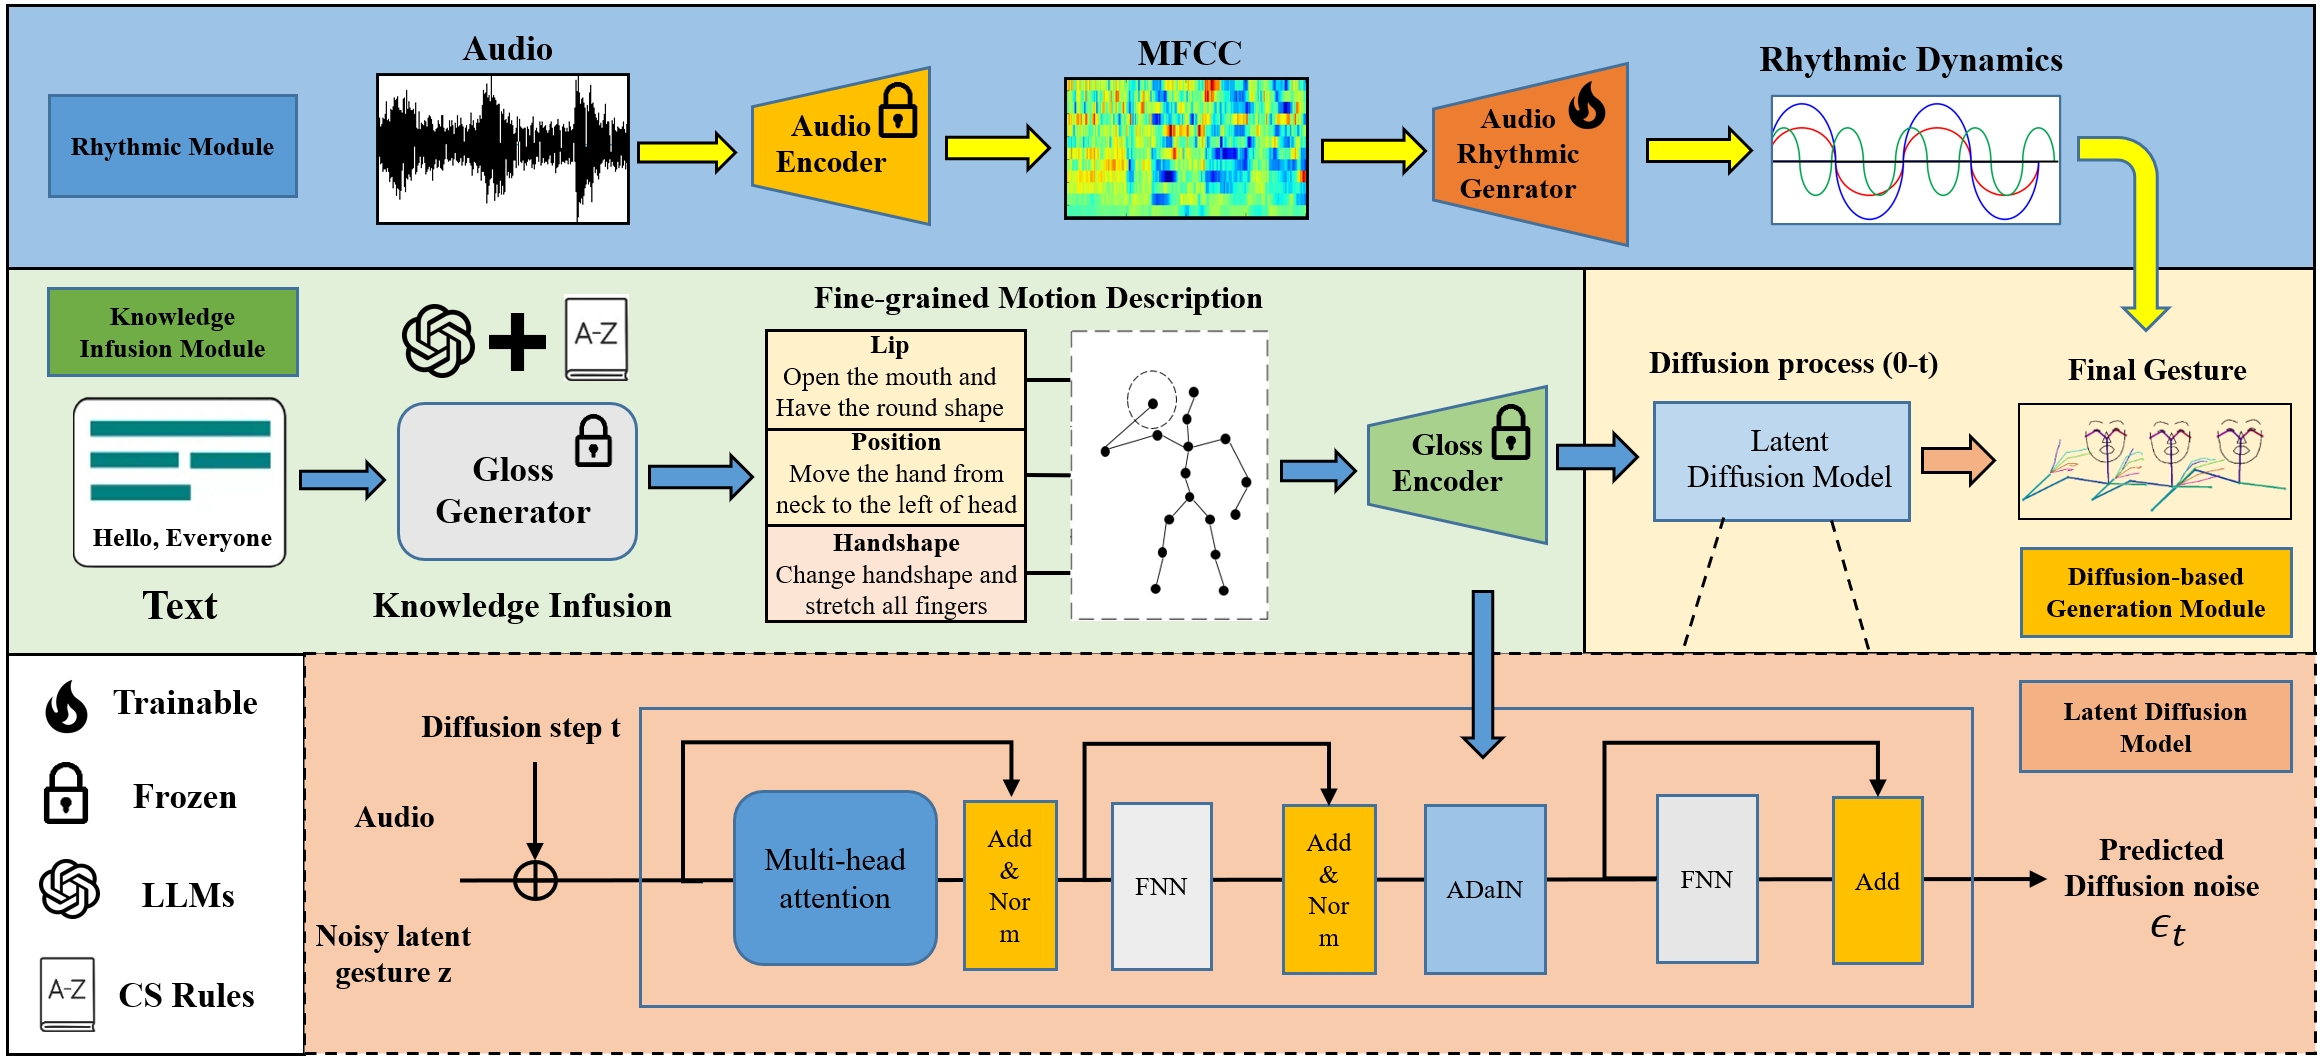 Rhythmic Module
Audio
Audio
Encoder
MFCC
Audio
Rhythmic
Genrator
Rhythmic Dynamics
Knowledge
Infusion Module
Hello, Everyone
Text
A-Z
Gloss
Generator
Knowledge Infusion
Fine-grained Motion Description
Lip
Open the mouth and
Have the round shape
Position
Move the hand from
neck to the left of head
Handshape
Change handshape and
stretch all fingers
Gloss
Encoder
Diffusion process (0-t)
Latent
Diffusion Model
Final Gesture
Diffusion-based
Generation Module
Trainable
Frozen
LLMs
A-Z
CS Rules
Diffusion step t
Audio
Noisy latent
gesture z
Multi-head
attention
Add
&
Nor
m
FNN
Add
&
Nor
m
ADaIN
FNN
Add
Latent Diffusion
Model
Predicted
Diffusion noise
ϵt